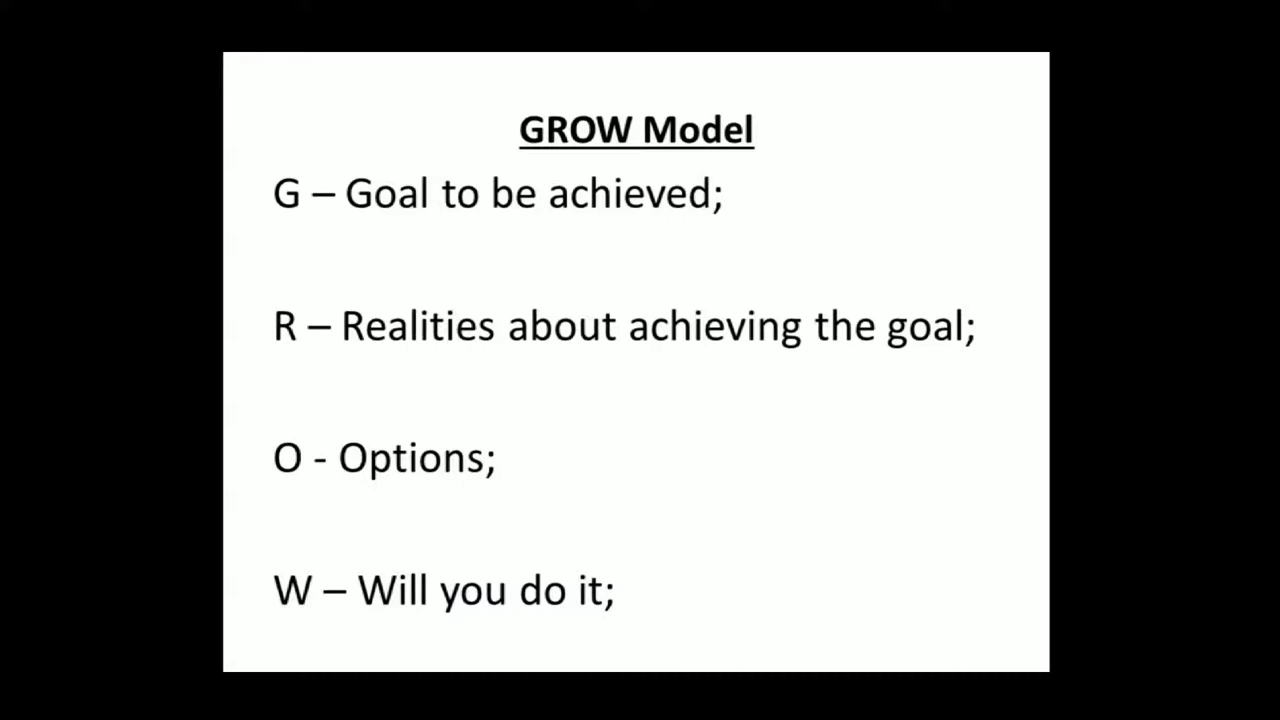 GROW Model
G – Goal to be achieved;
R – Realities about achieving the goal;
O - Options;
W – Will you do it;